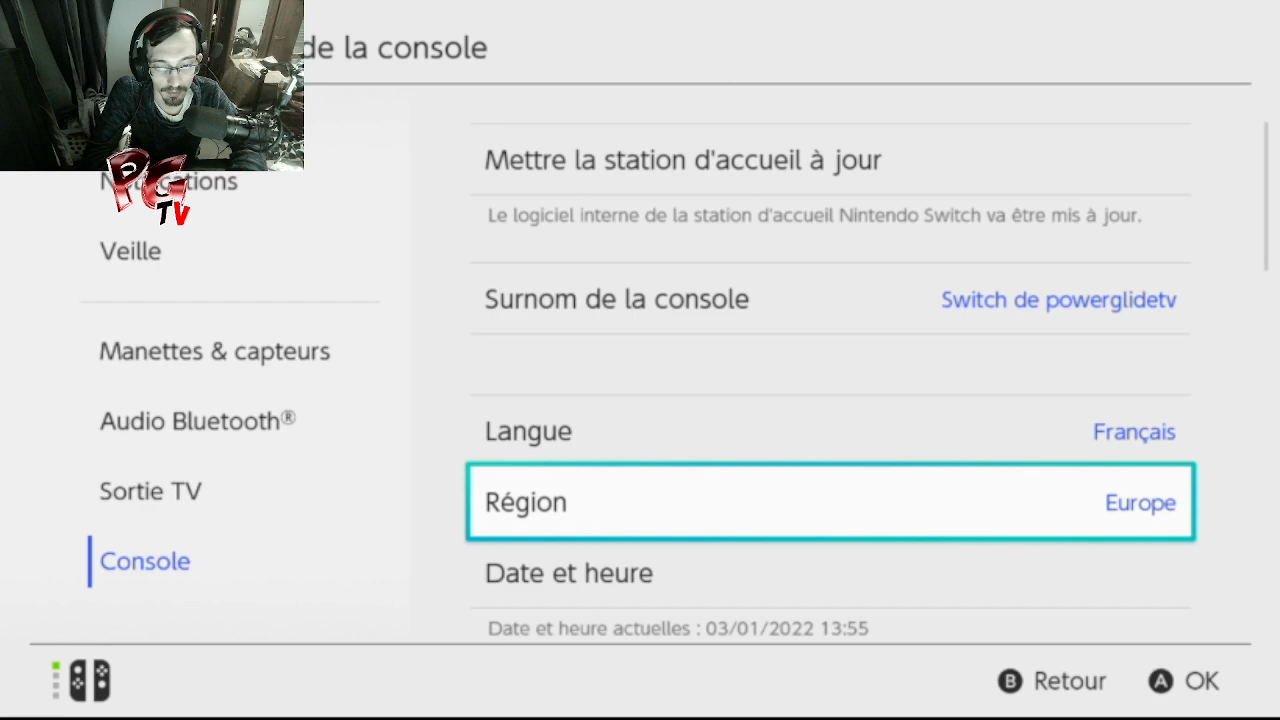 de la console
Mettre la station d'accueil à jour
PG
TV
Le logiciel interne de la station d'accueil Nintendo Switch va être mis à jour.
Veille
Surnom de la console
Switch de powerglidetv
Manettes & capteurs
Audio Bluetooth®
Langue
Français
Sortie TV
Région
Europe
Console
Date et heure
Date et heure actuelles : 03/01/2022 13:55
B Retour
A OK